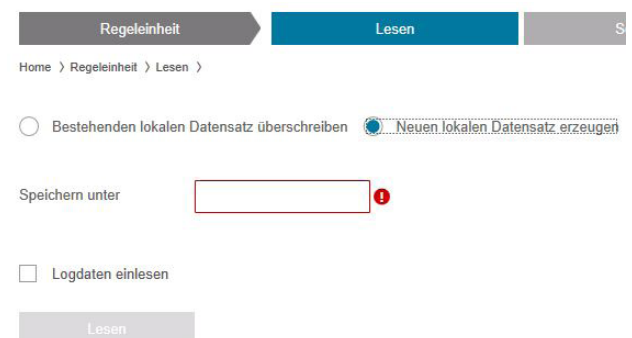 Regeleinheit
Lesen
Home > Regeleinheit > Lesen >
Bestehenden lokalen Datensatz überschreiben
Neuen lokalen Datensatz erzeugen
Speichern unter
Logdaten einlesen
Lesen